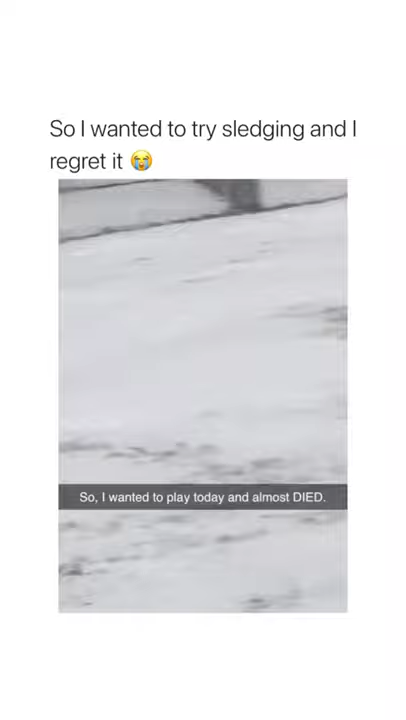 So I wanted to try sledging and I
regret it 😭
So, I wanted to play today and almost DIED.